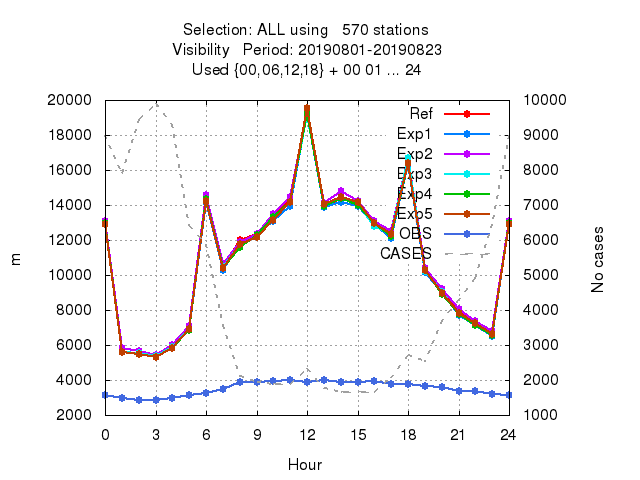 Selection: ALL using   570 stations
Visibility   Period: 20190801-20190823
Used {00,06,12,18} + 00 01 ... 24
20000
18000
16000
14000
12000
10000
8000
6000
4000
2000
m
10000
9000
8000
7000
6000
5000
4000
3000
2000
1000
No cases
Ref
Exp1
Exp2
Exp3
Exp4
Exp5
OBS
CASES
0 3 6 9 12 15 18 21 24
Hour